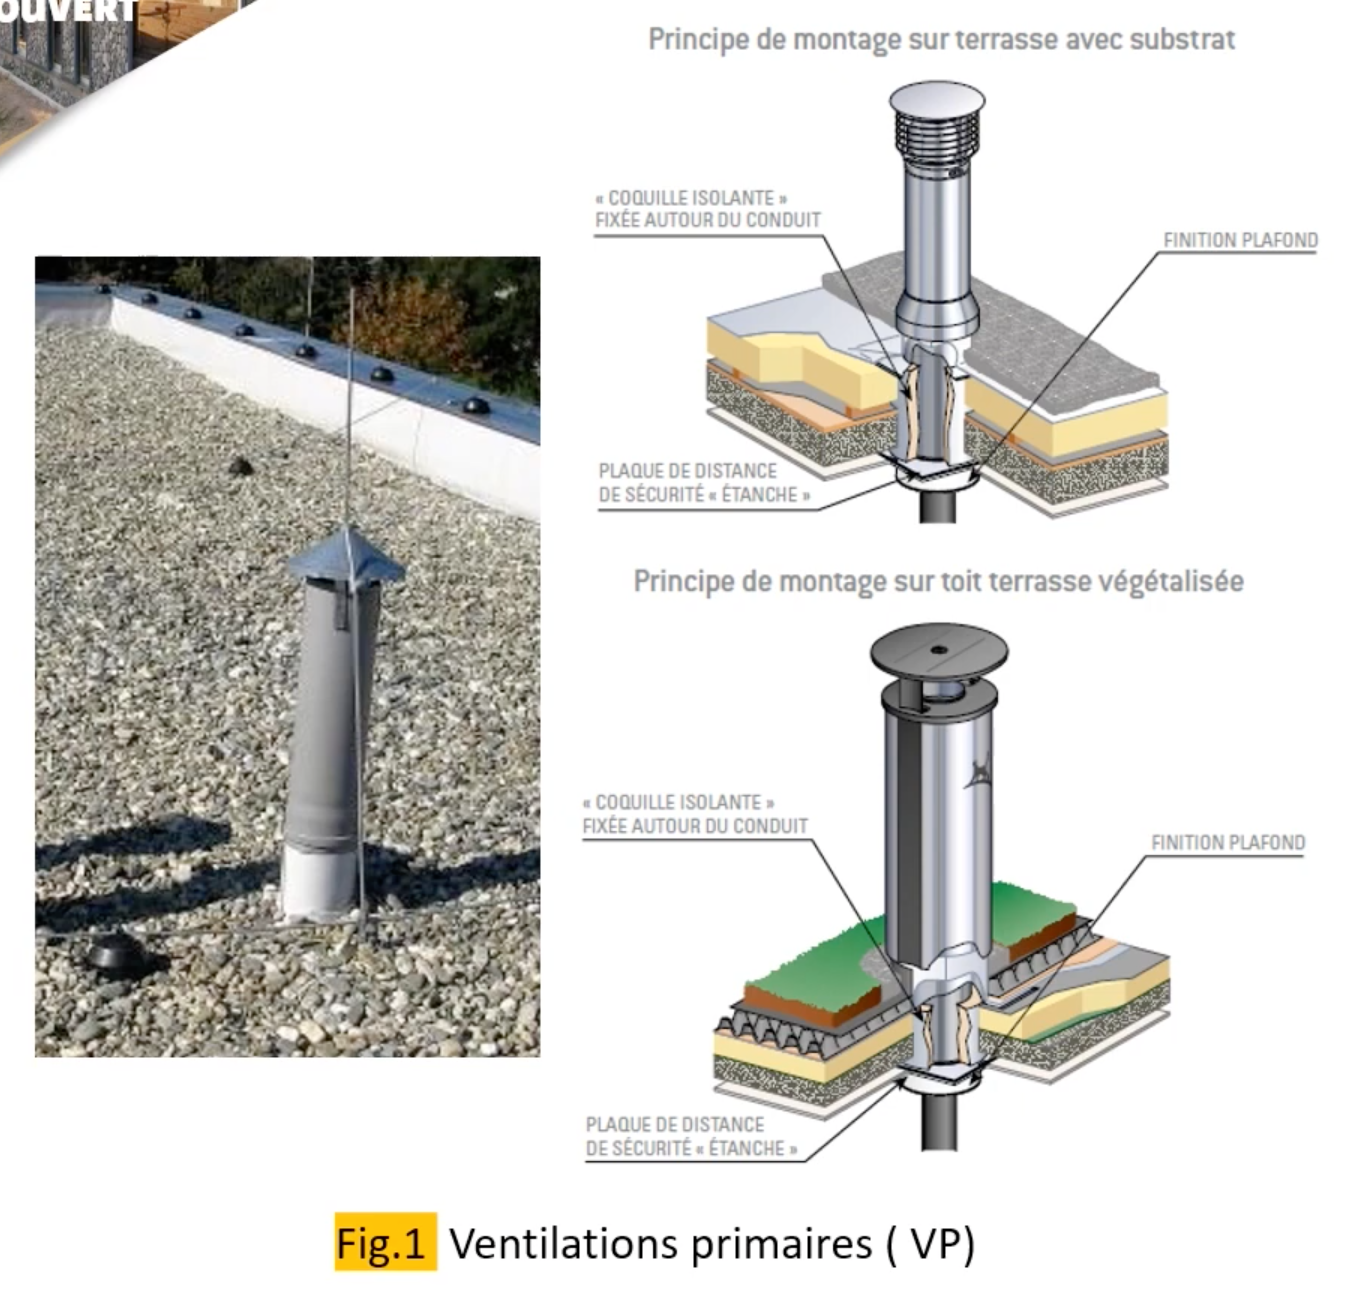 OUVERT
Principe de montage sur terrasse avec substrat
« COQUILLE ISOLANTE »
FIXÉE AUTOUR DU CONDUIT
FINITION PLAFOND
PLAQUE DE DISTANCE
DE SÉCURITÉ « ÉTANCHE »
Principe de montage sur toit terrasse végétalisée
« COQUILLE ISOLANTE »
FIXÉE AUTOUR DU CONDUIT
FINITION PLAFOND
PLAQUE DE DISTANCE
DE SÉCURITÉ « ÉTANCHE »
Fig.1 Ventilations primaires ( VP)